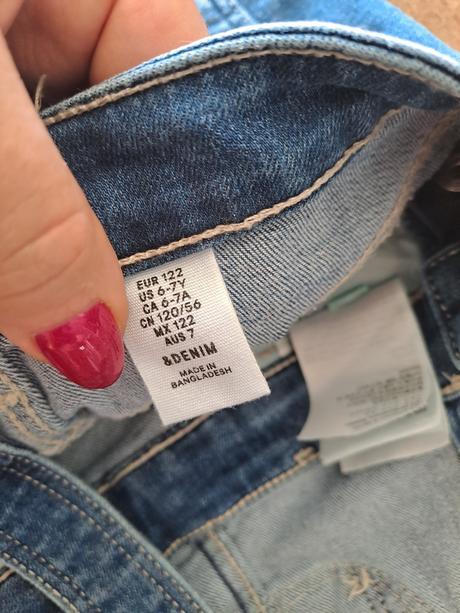 EUR 122
US 6-7Y
CA 6-7A
CN 120/56
MX 122
AUS 7
&DENIM
MADE IN
BANGLADESH